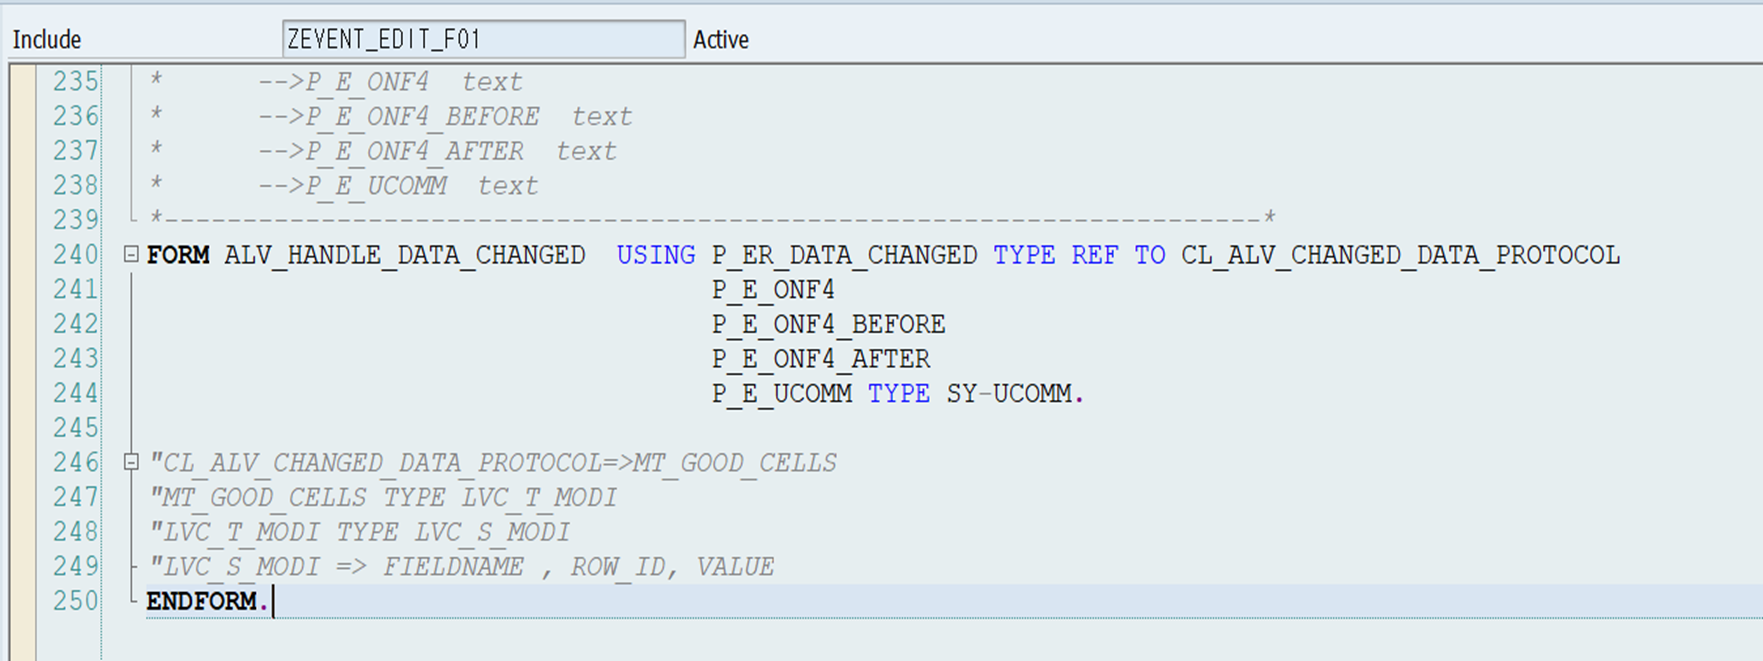 Include ZEVENT_EDIT_F01 Active
235 *      -->P_E_ONF4  text
236 *      -->P_E_ONF4_BEFORE  text
237 *      -->P_E_ONF4_AFTER  text
238 *      -->P_E_UCOMM  text
239 *----------------------------------------------------------------------*
240 FORM ALV_HANDLE_DATA_CHANGED  USING P_ER_DATA_CHANGED TYPE REF TO CL_ALV_CHANGED_DATA_PROTOCOL
241                                     P_E_ONF4
242                                     P_E_ONF4_BEFORE
243                                     P_E_ONF4_AFTER
244                                     P_E_UCOMM TYPE SY-UCOMM.
245
246 "CL_ALV_CHANGED_DATA_PROTOCOL=>MT_GOOD_CELLS
247 "MT_GOOD_CELLS TYPE LVC_T_MODI
248 "LVC_T_MODI TYPE LVC_S_MODI
249 "LVC_S_MODI => FIELDNAME , ROW_ID, VALUE
250 ENDFORM.